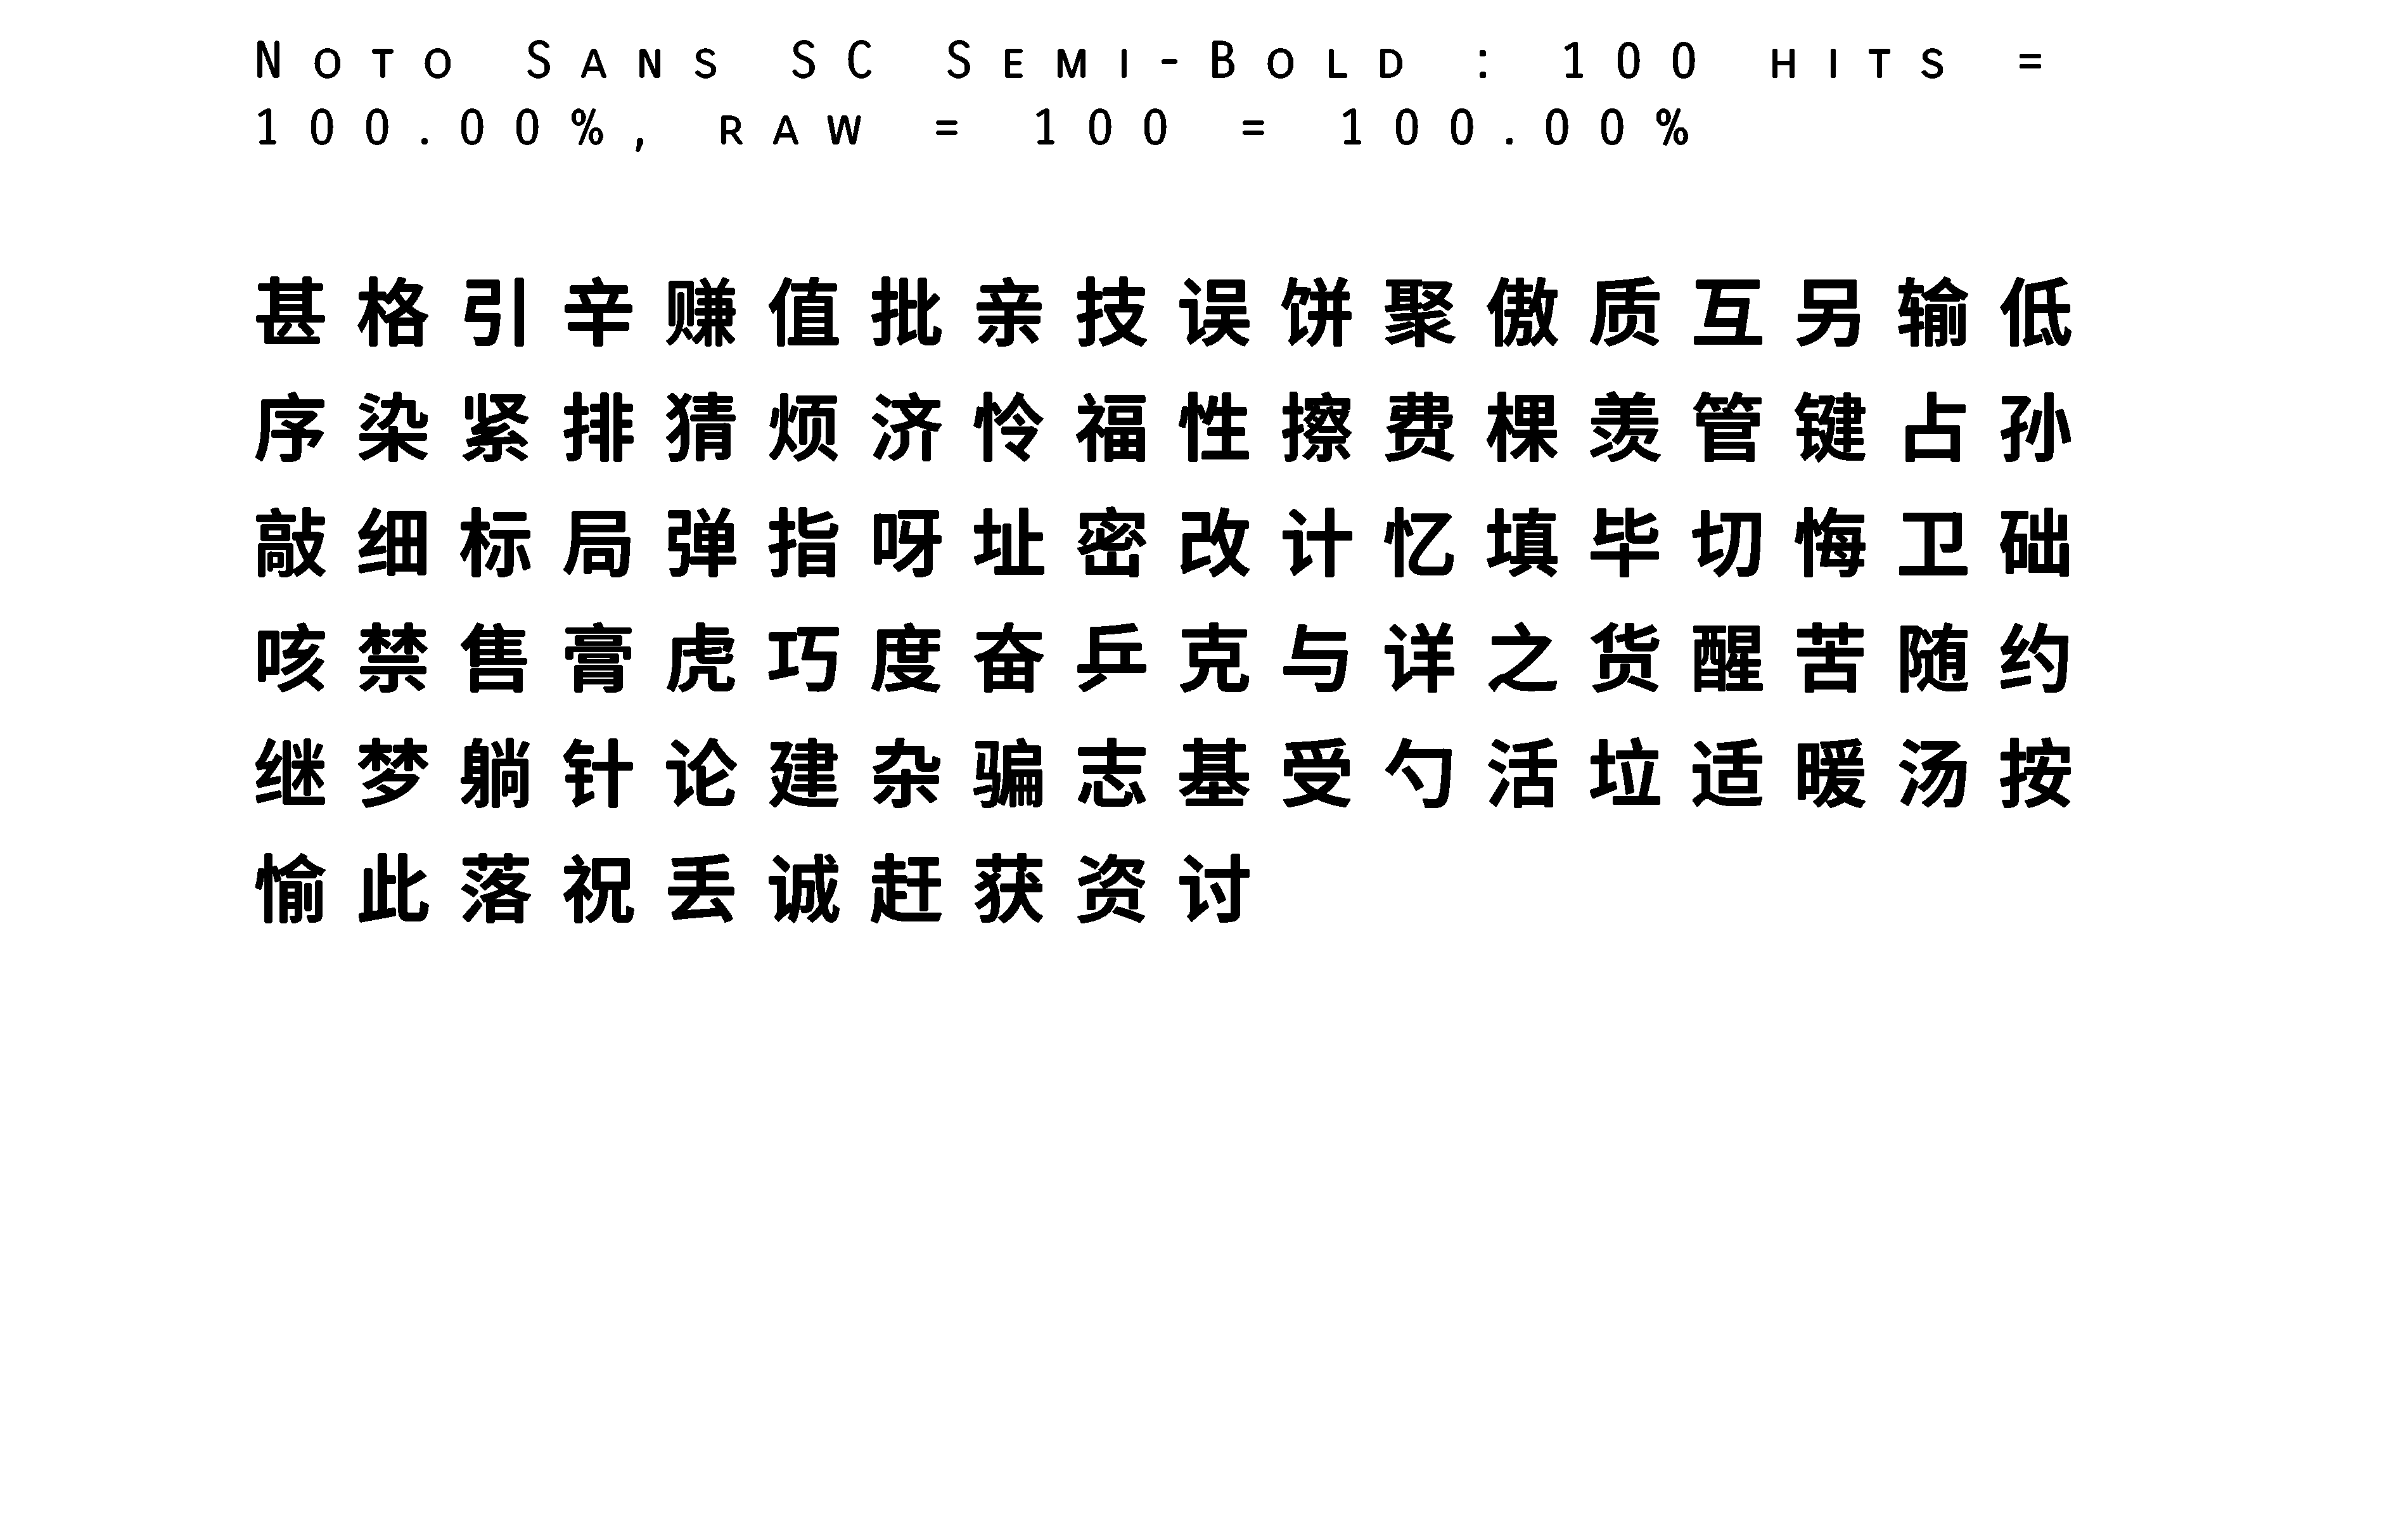 Noto Sans SC Semi-Bold : 100 hits =
100.00%, raw = 100 = 100.00%
甚格引辛赚值批亲技误饼聚傲质互另输低
序染紧排猜烦济怜福性擦费棵羡管键占孙
敲细标局弹指呀址密改计忆填毕切悔卫础
咳禁售膏虎巧度奋乒克与详之货醒苦随约
继梦躺针论建杂骗志基受勺活垃适暖汤按
愉此落祝丢诚赶获资讨